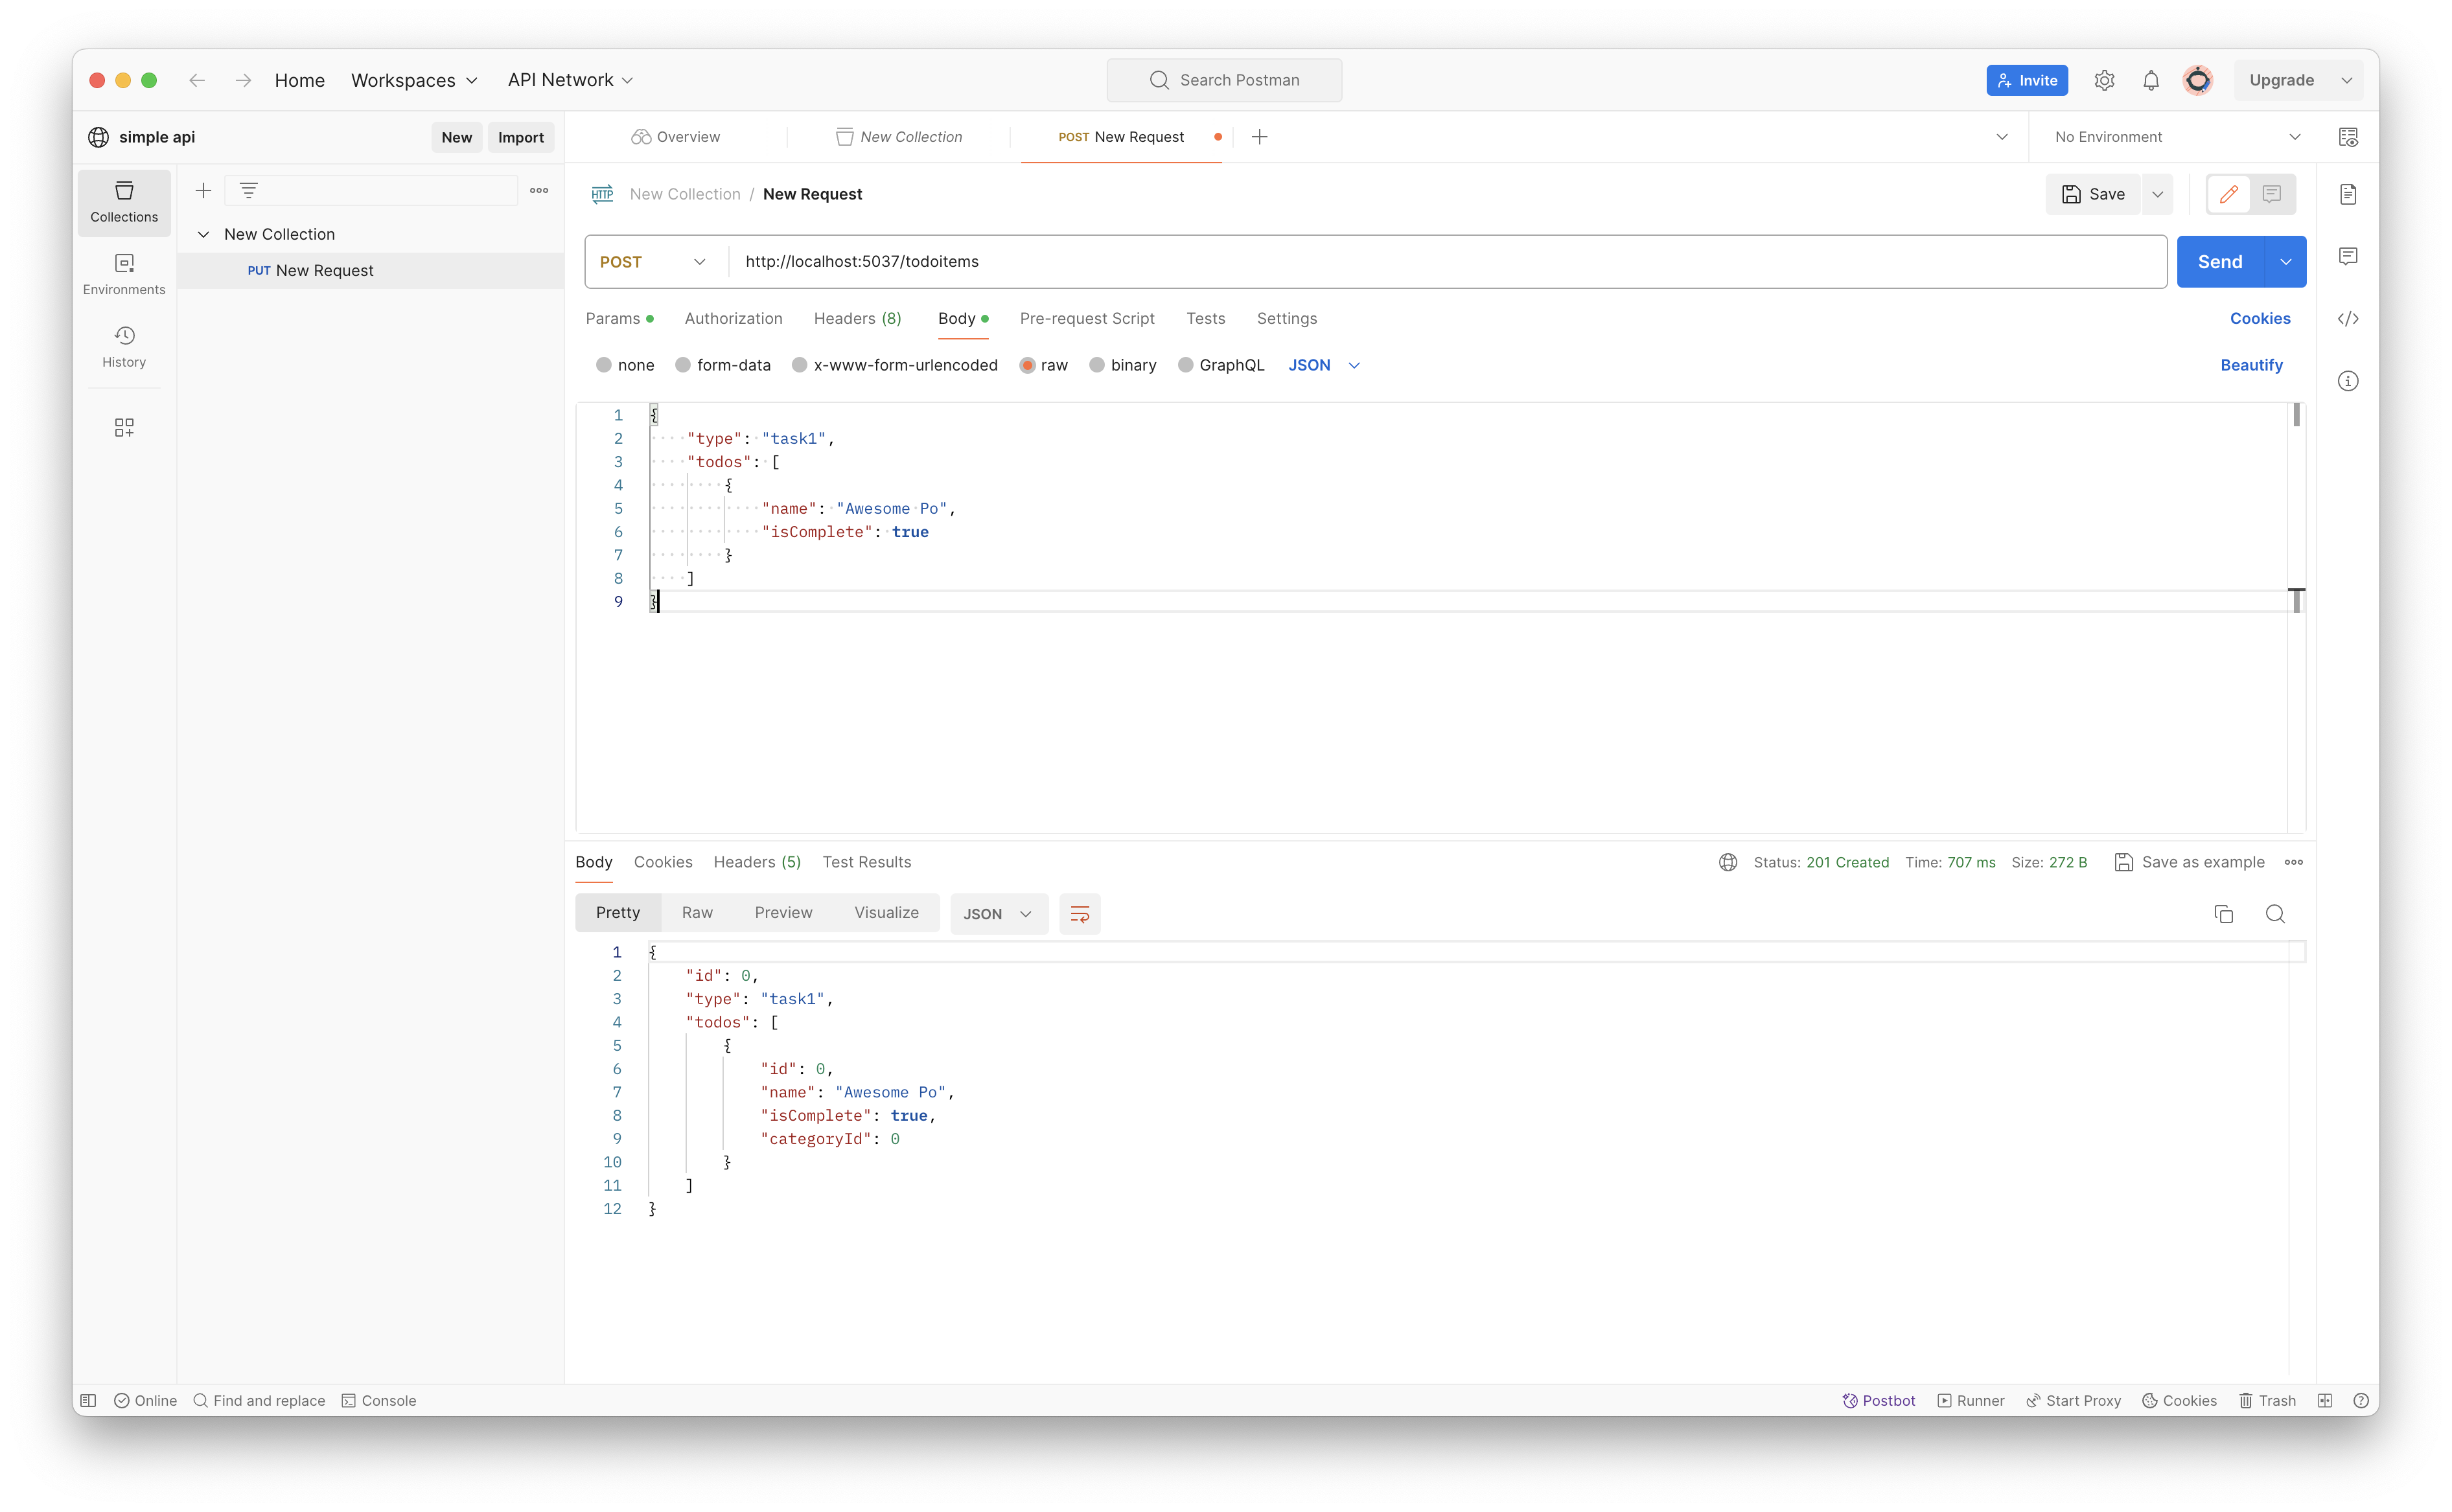 Home Workspaces API Network Search Postman Invite Upgrade
simple api New Import Overview New Collection POST New Request No Environment
Collections
Environments
History
New Collection
PUT New Request
HTTP New Collection / New Request Save
POST http://localhost:5037/todoitems Send
Params Authorization Headers (8) Body Pre-request Script Tests Settings Cookies
none form-data x-www-form-urlencoded raw binary GraphQL JSON Beautify
1 {
2 "type": "task1",
3 "todos": [
4 {
5 "name": "Awesome Po",
6 "isComplete": true
7 }
8 ]
9 }
Body Cookies Headers (5) Test Results Status: 201 Created Time: 707 ms Size: 272 B Save as example
Pretty Raw Preview Visualize JSON
1 {
2 "id": 0,
3 "type": "task1",
4 "todos": [
5 {
6 "id": 0,
7 "name": "Awesome Po",
8 "isComplete": true,
9 "categoryId": 0
10 }
11 ]
12 }
Online Find and replace Console Postbot Runner Start Proxy Cookies Trash